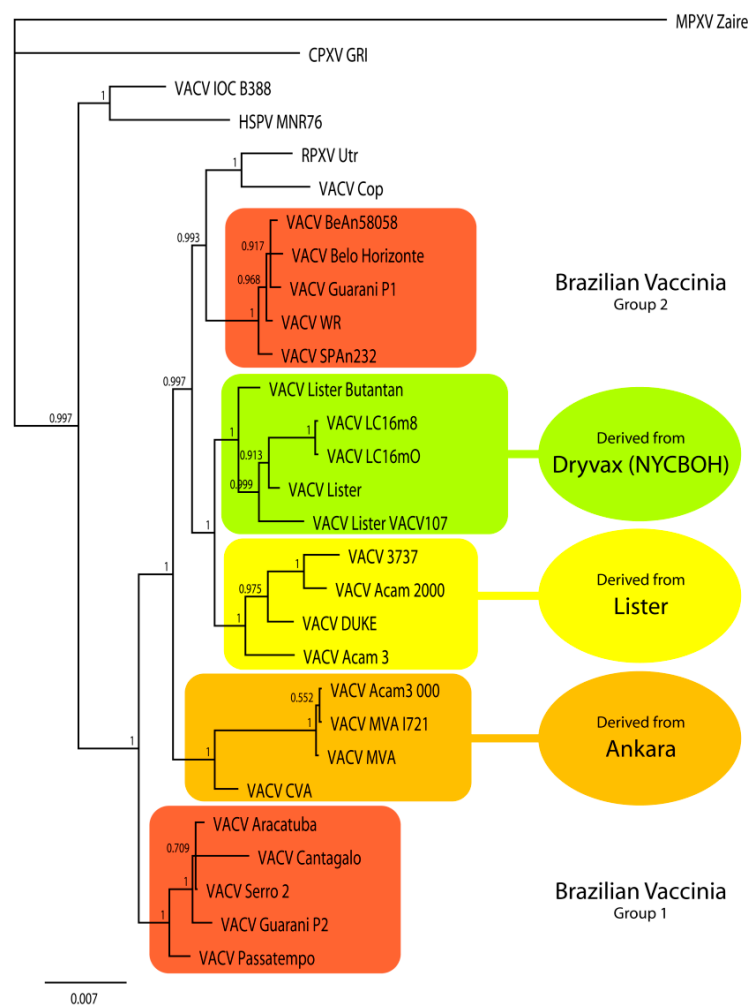 MPXV Zaire
CPXV GRI
1
VACV IOC B388
HSPV MNR76
RPXV Utr
1
VACV Cop
0.993
VACV BeAn58058
0.917
VACV Belo Horizonte
0.968
VACV Guarani P1
1
VACV WR
VACV SPAn232
Brazilian Vaccinia
Group 2
0.997
0.997
VACV Lister Butantan
1
VACV LC16m8
1
VACV LC16mO
0.913
0.999
VACV Lister
VACV Lister VACV107
Derived from
Dryvax (NYCBOH)
1
VACV 3737
1
VACV Acam 2000
0.975
VACV DUKE
1
VACV Acam 3
Derived from
Lister
1
VACV Acam3 000
0.552
VACV MVA I721
1
VACV MVA
1
VACV CVA
Derived from
Ankara
1
VACV Aracatuba
0.709
VACV Cantagalo
1
VACV Serro 2
1
VACV Guarani P2
VACV Passatempo
Brazilian Vaccinia
Group 1
0.007